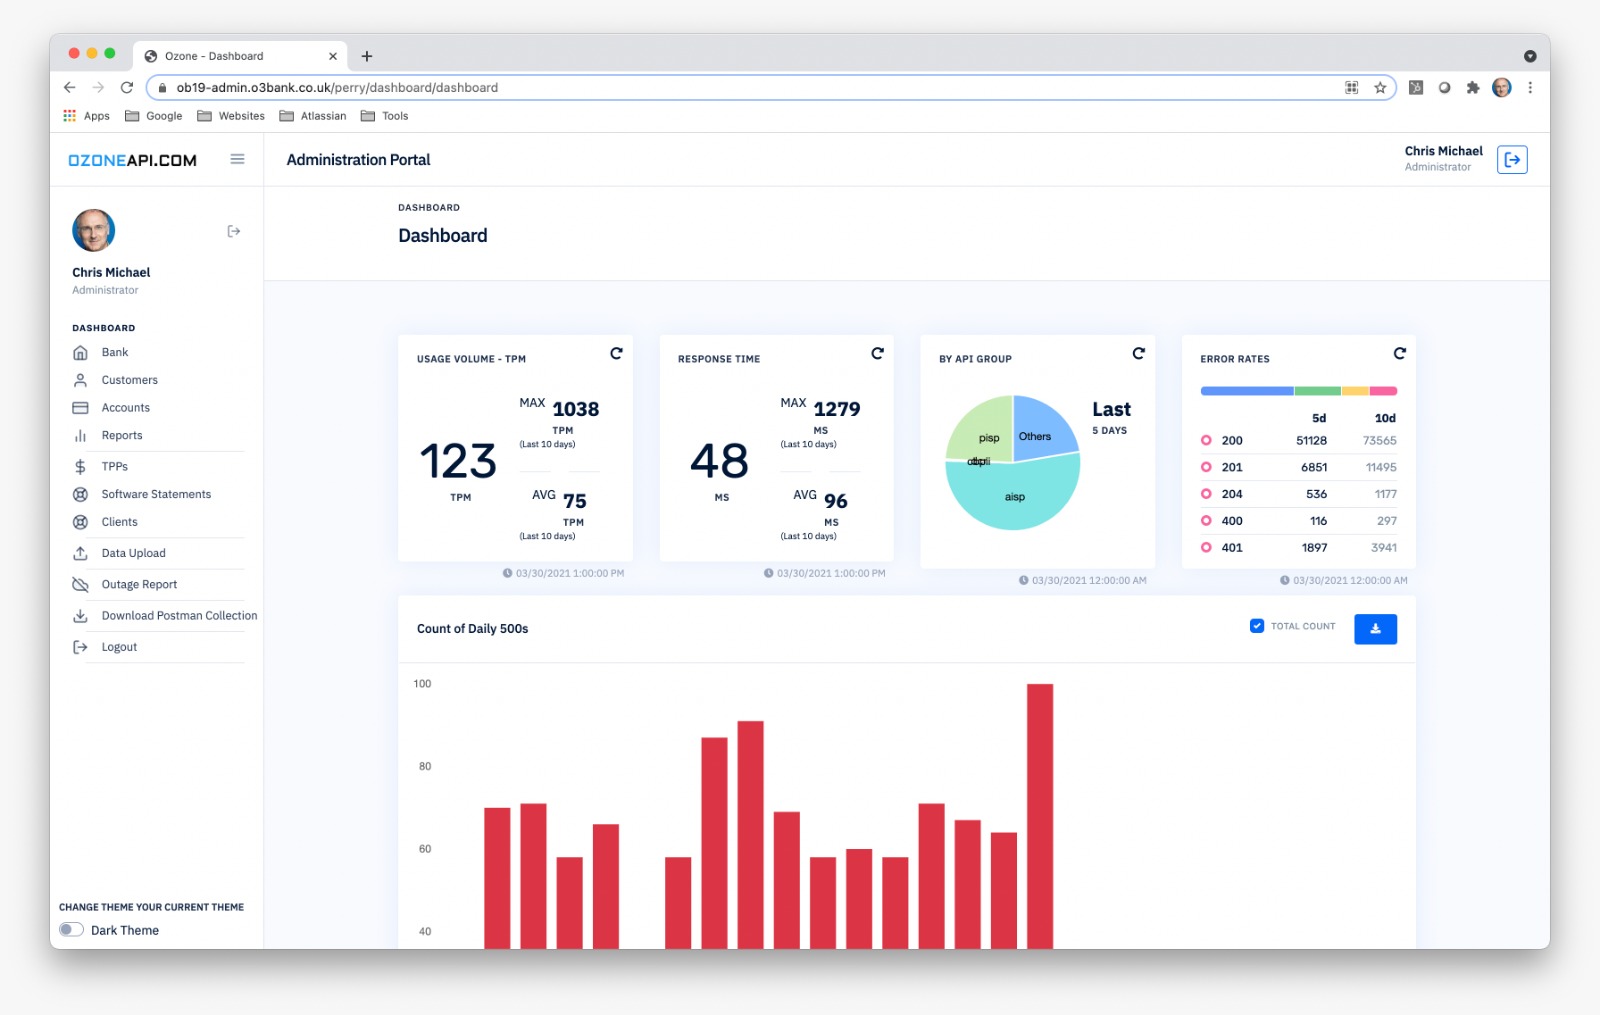 Ozone - Dashboard
ob19-admin.o3bank.co.uk/perry/dashboard/dashboard
Apps Google Websites Atlassian Tools
OZONEAPI.COM
Administration Portal
Chris Michael
Administrator
Chris Michael
Administrator
DASHBOARD
Bank
Customers
Accounts
Reports
TPPs
Software Statements
Clients
Data Upload
Outage Report
Download Postman Collection
Logout
CHANGE THEME YOUR CURRENT THEME
Dark Theme
DASHBOARD
Dashboard
USAGE VOLUME - TPM
123
TPM
MAX 1038
TPM
(Last 10 days)
AVG 75
TPM
(Last 10 days)
03/30/2021 1:00:00 PM
RESPONSE TIME
48
MS
MAX 1279
MS
(Last 10 days)
AVG 96
MS
(Last 10 days)
03/30/2021 1:00:00 PM
BY API GROUP
pisp
Others
aisp
Last
5 DAYS
03/30/2021 12:00:00 AM
ERROR RATES
5d 10d
200 51128 73565
201 6851 11495
204 536 1177
400 116 297
401 1897 3941
03/30/2021 12:00:00 AM
Count of Daily 500s
TOTAL COUNT
100
80
60
40